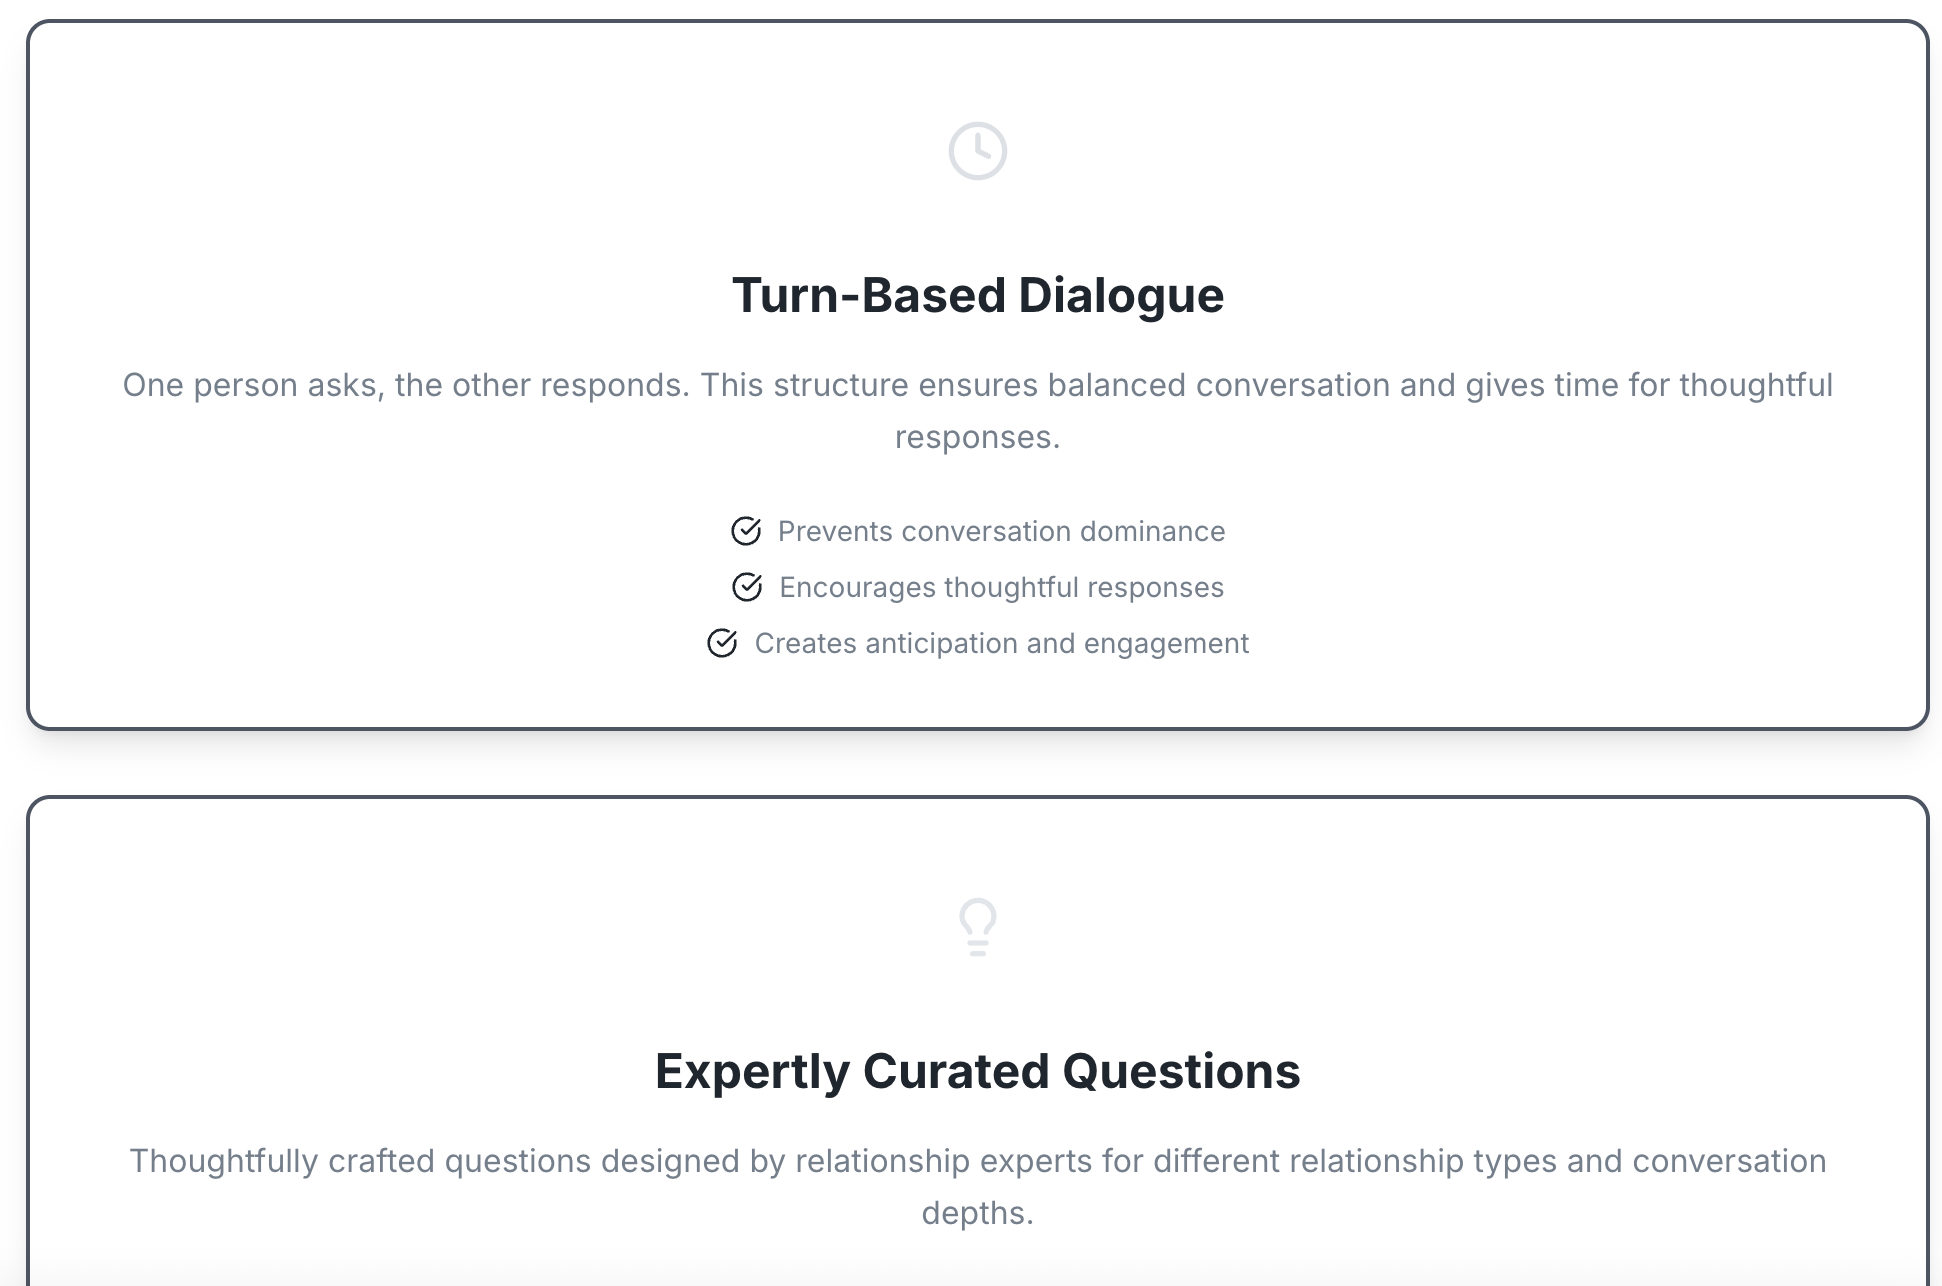 Turn-Based Dialogue
One person asks, the other responds. This structure ensures balanced conversation and gives time for thoughtful
responses.
Prevents conversation dominance
Encourages thoughtful responses
Creates anticipation and engagement
Expertly Curated Questions
Thoughtfully crafted questions designed by relationship experts for different relationship types and conversation
depths.